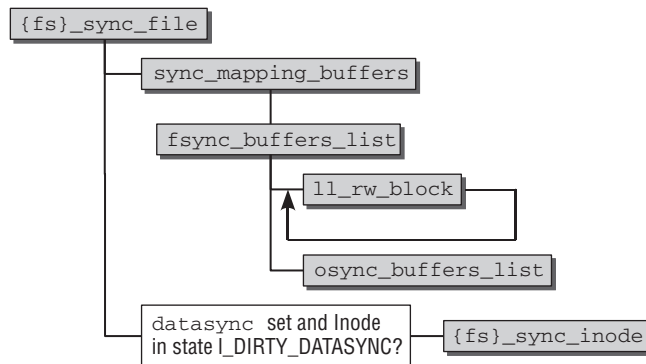 {fs}_sync_file
sync_mapping_buffers
fsync_buffers_list
ll_rw_block
osync_buffers_list
datasync set and Inode
in state I_DIRTY_DATASYNC?
{fs}_sync_inode